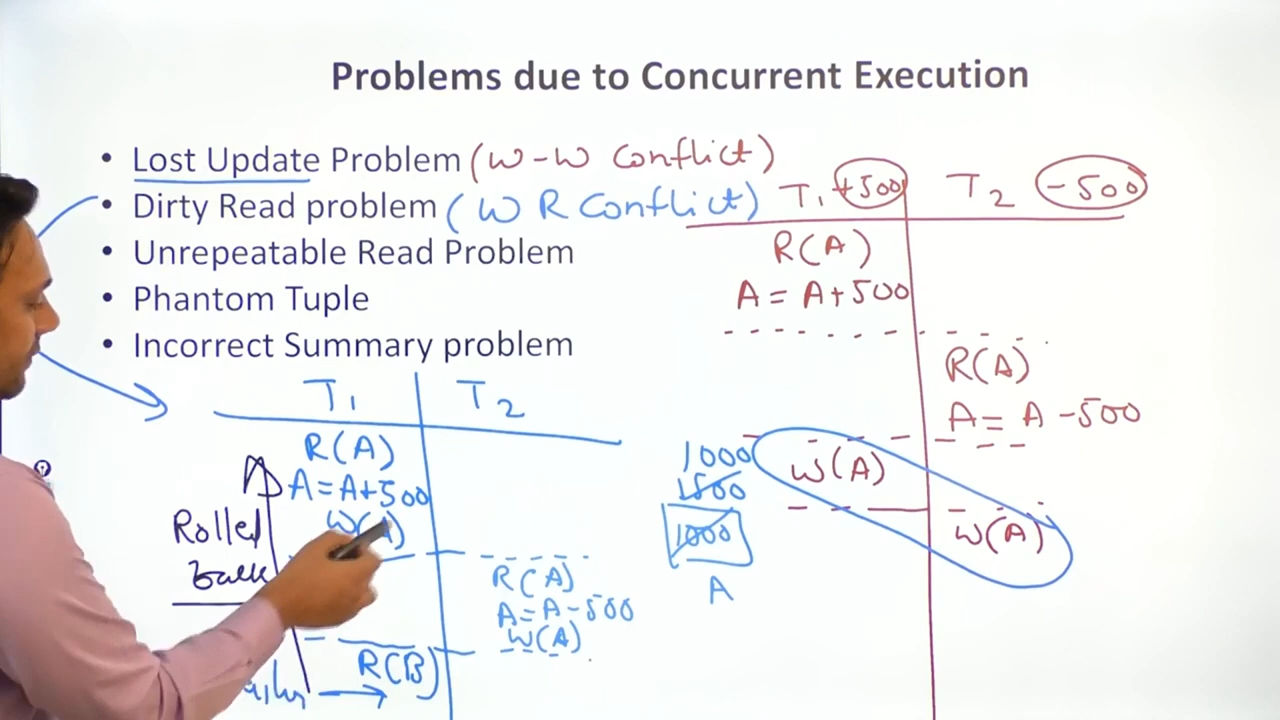 Problems due to Concurrent Execution
• Lost Update Problem (W-W Conflict)
• Dirty Read problem (W R Conflict)
• Unrepeatable Read Problem
• Phantom Tuple
• Incorrect Summary problem
T1 +500 T2 -500
R(A)
A = A+500
R(A)
A = A -500
W(A)
W(A)
T1 T2
R(A)
A=A+500
W(A)
Rolled
back
R(A)
A=A-500
W(A)
R(B)
1000
1500
1000
A